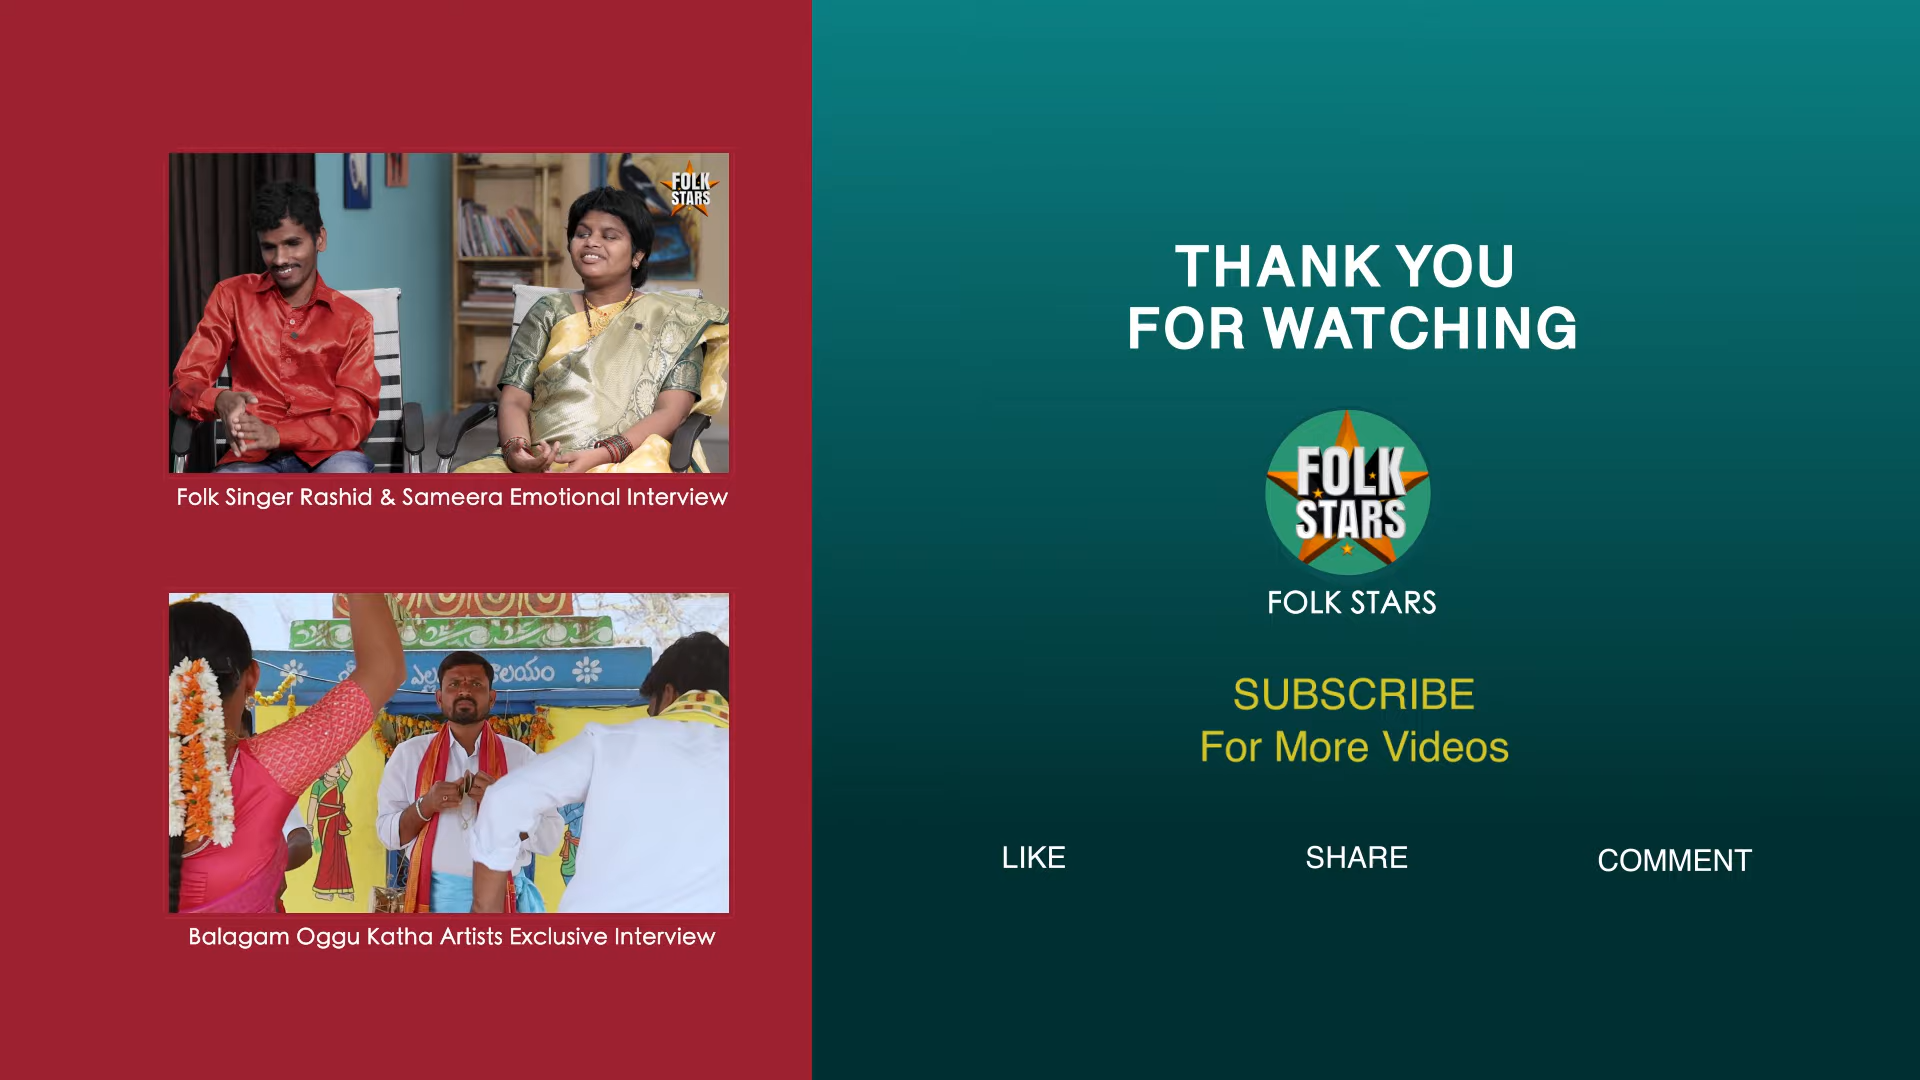 FOLK
STARS
Folk Singer Rashid & Sameera Emotional Interview
Balagam Oggu Katha Artists Exclusive Interview
THANK YOU
FOR WATCHING
FOLK
STARS
FOLK STARS
SUBSCRIBE
For More Videos
LIKE SHARE COMMENT